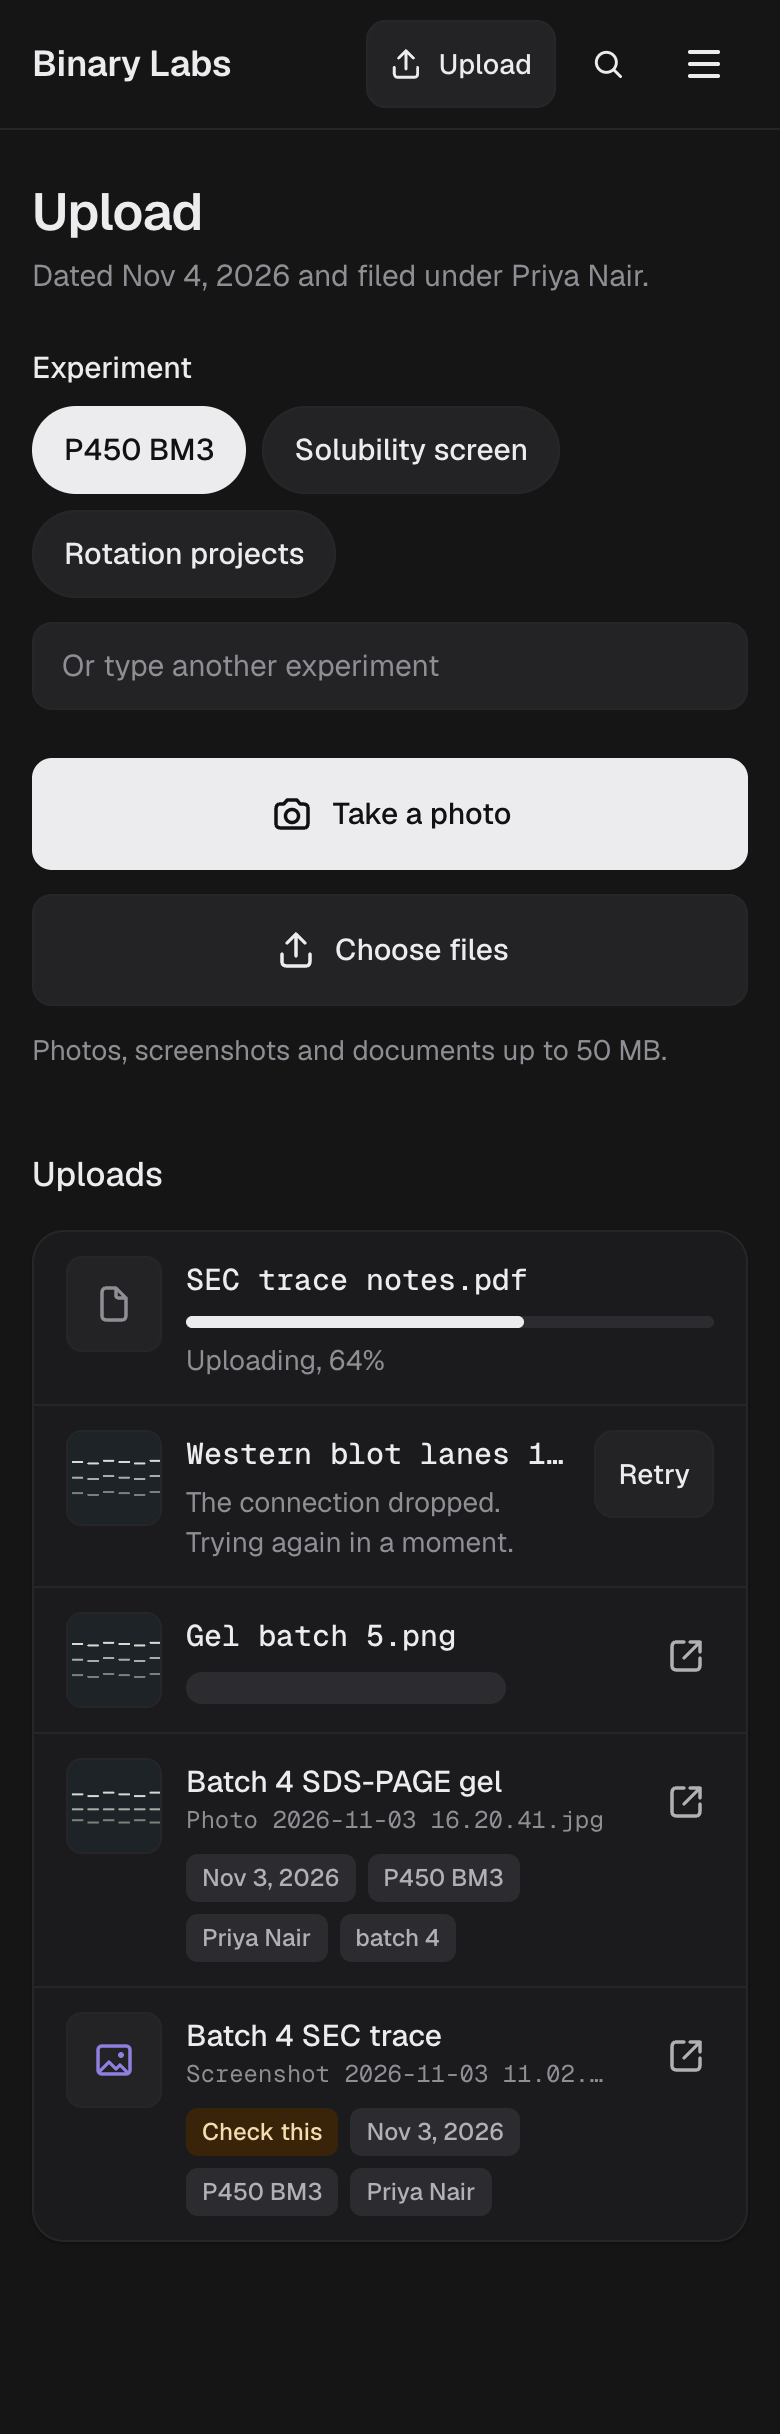 Binary Labs
Upload
Upload
Dated Nov 4, 2026 and filed under Priya Nair.
Experiment
P450 BM3
Solubility screen
Rotation projects
Or type another experiment
Take a photo
Choose files
Photos, screenshots and documents up to 50 MB.
Uploads
SEC trace notes.pdf
Uploading, 64%
Western blot lanes 1…
Retry
The connection dropped.
Trying again in a moment.
Gel batch 5.png
Batch 4 SDS-PAGE gel
Photo 2026-11-03 16.20.41.jpg
Nov 3, 2026
P450 BM3
Priya Nair
batch 4
Batch 4 SEC trace
Screenshot 2026-11-03 11.02.…
Check this
Nov 3, 2026
P450 BM3
Priya Nair